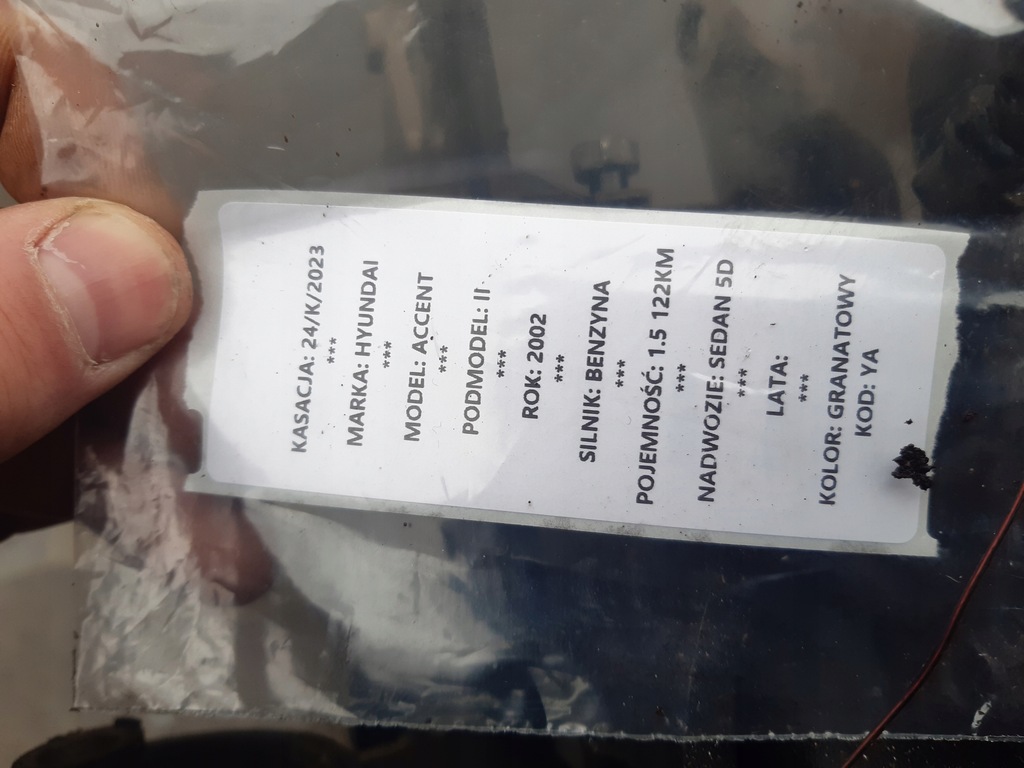 KASACJA: 24/K/2023
***
MARKA: HYUNDAI
***
MODEL: ACCENT
***
PODMODEL: II
***
ROK: 2002
***
SILNIK: BENZYNA
***
POJEMNOŚĆ: 1.5 122KM
***
NADWOZIE: SEDAN 5D
***
LATA:
***
KOLOR: GRANATOWY
KOD: YA